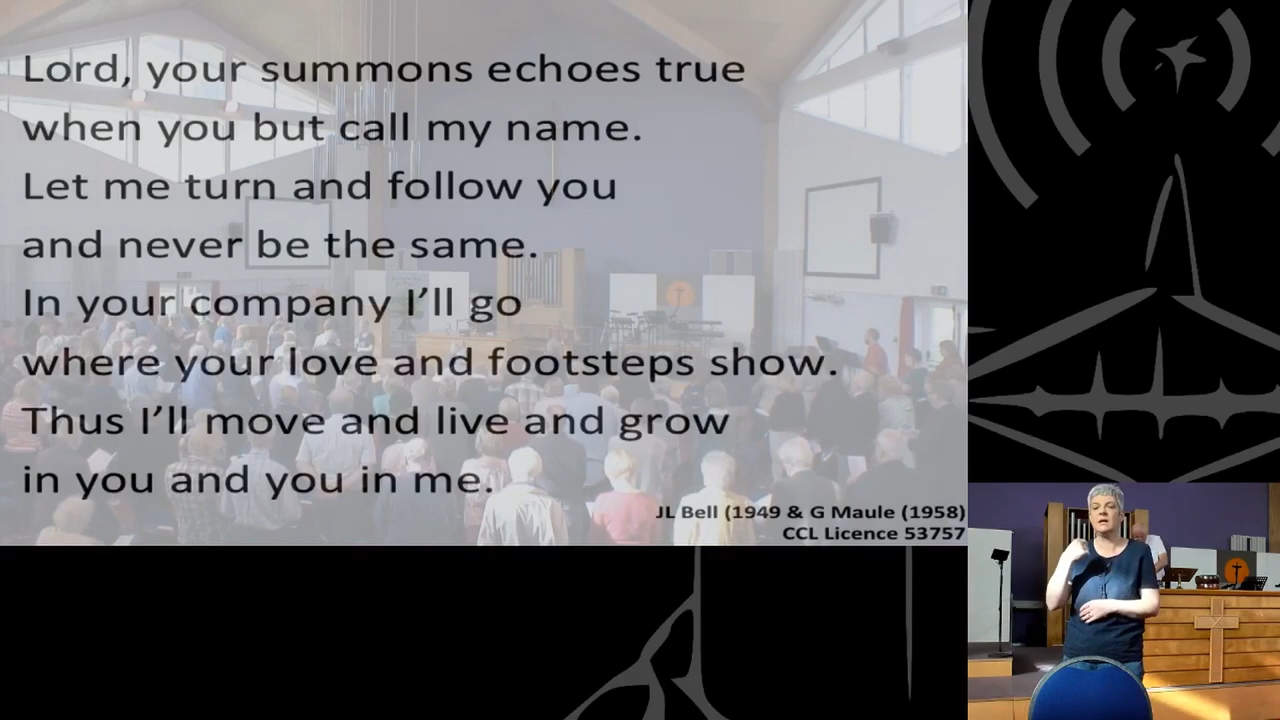 Lord, your summons echoes true
when you but call my name.
Let me turn and follow you
and never be the same.
In your company I’ll go
where your love and footsteps show.
Thus I’ll move and live and grow
in you and you in me.
JL Bell (1949 & G Maule (1958)
CCL Licence 53757